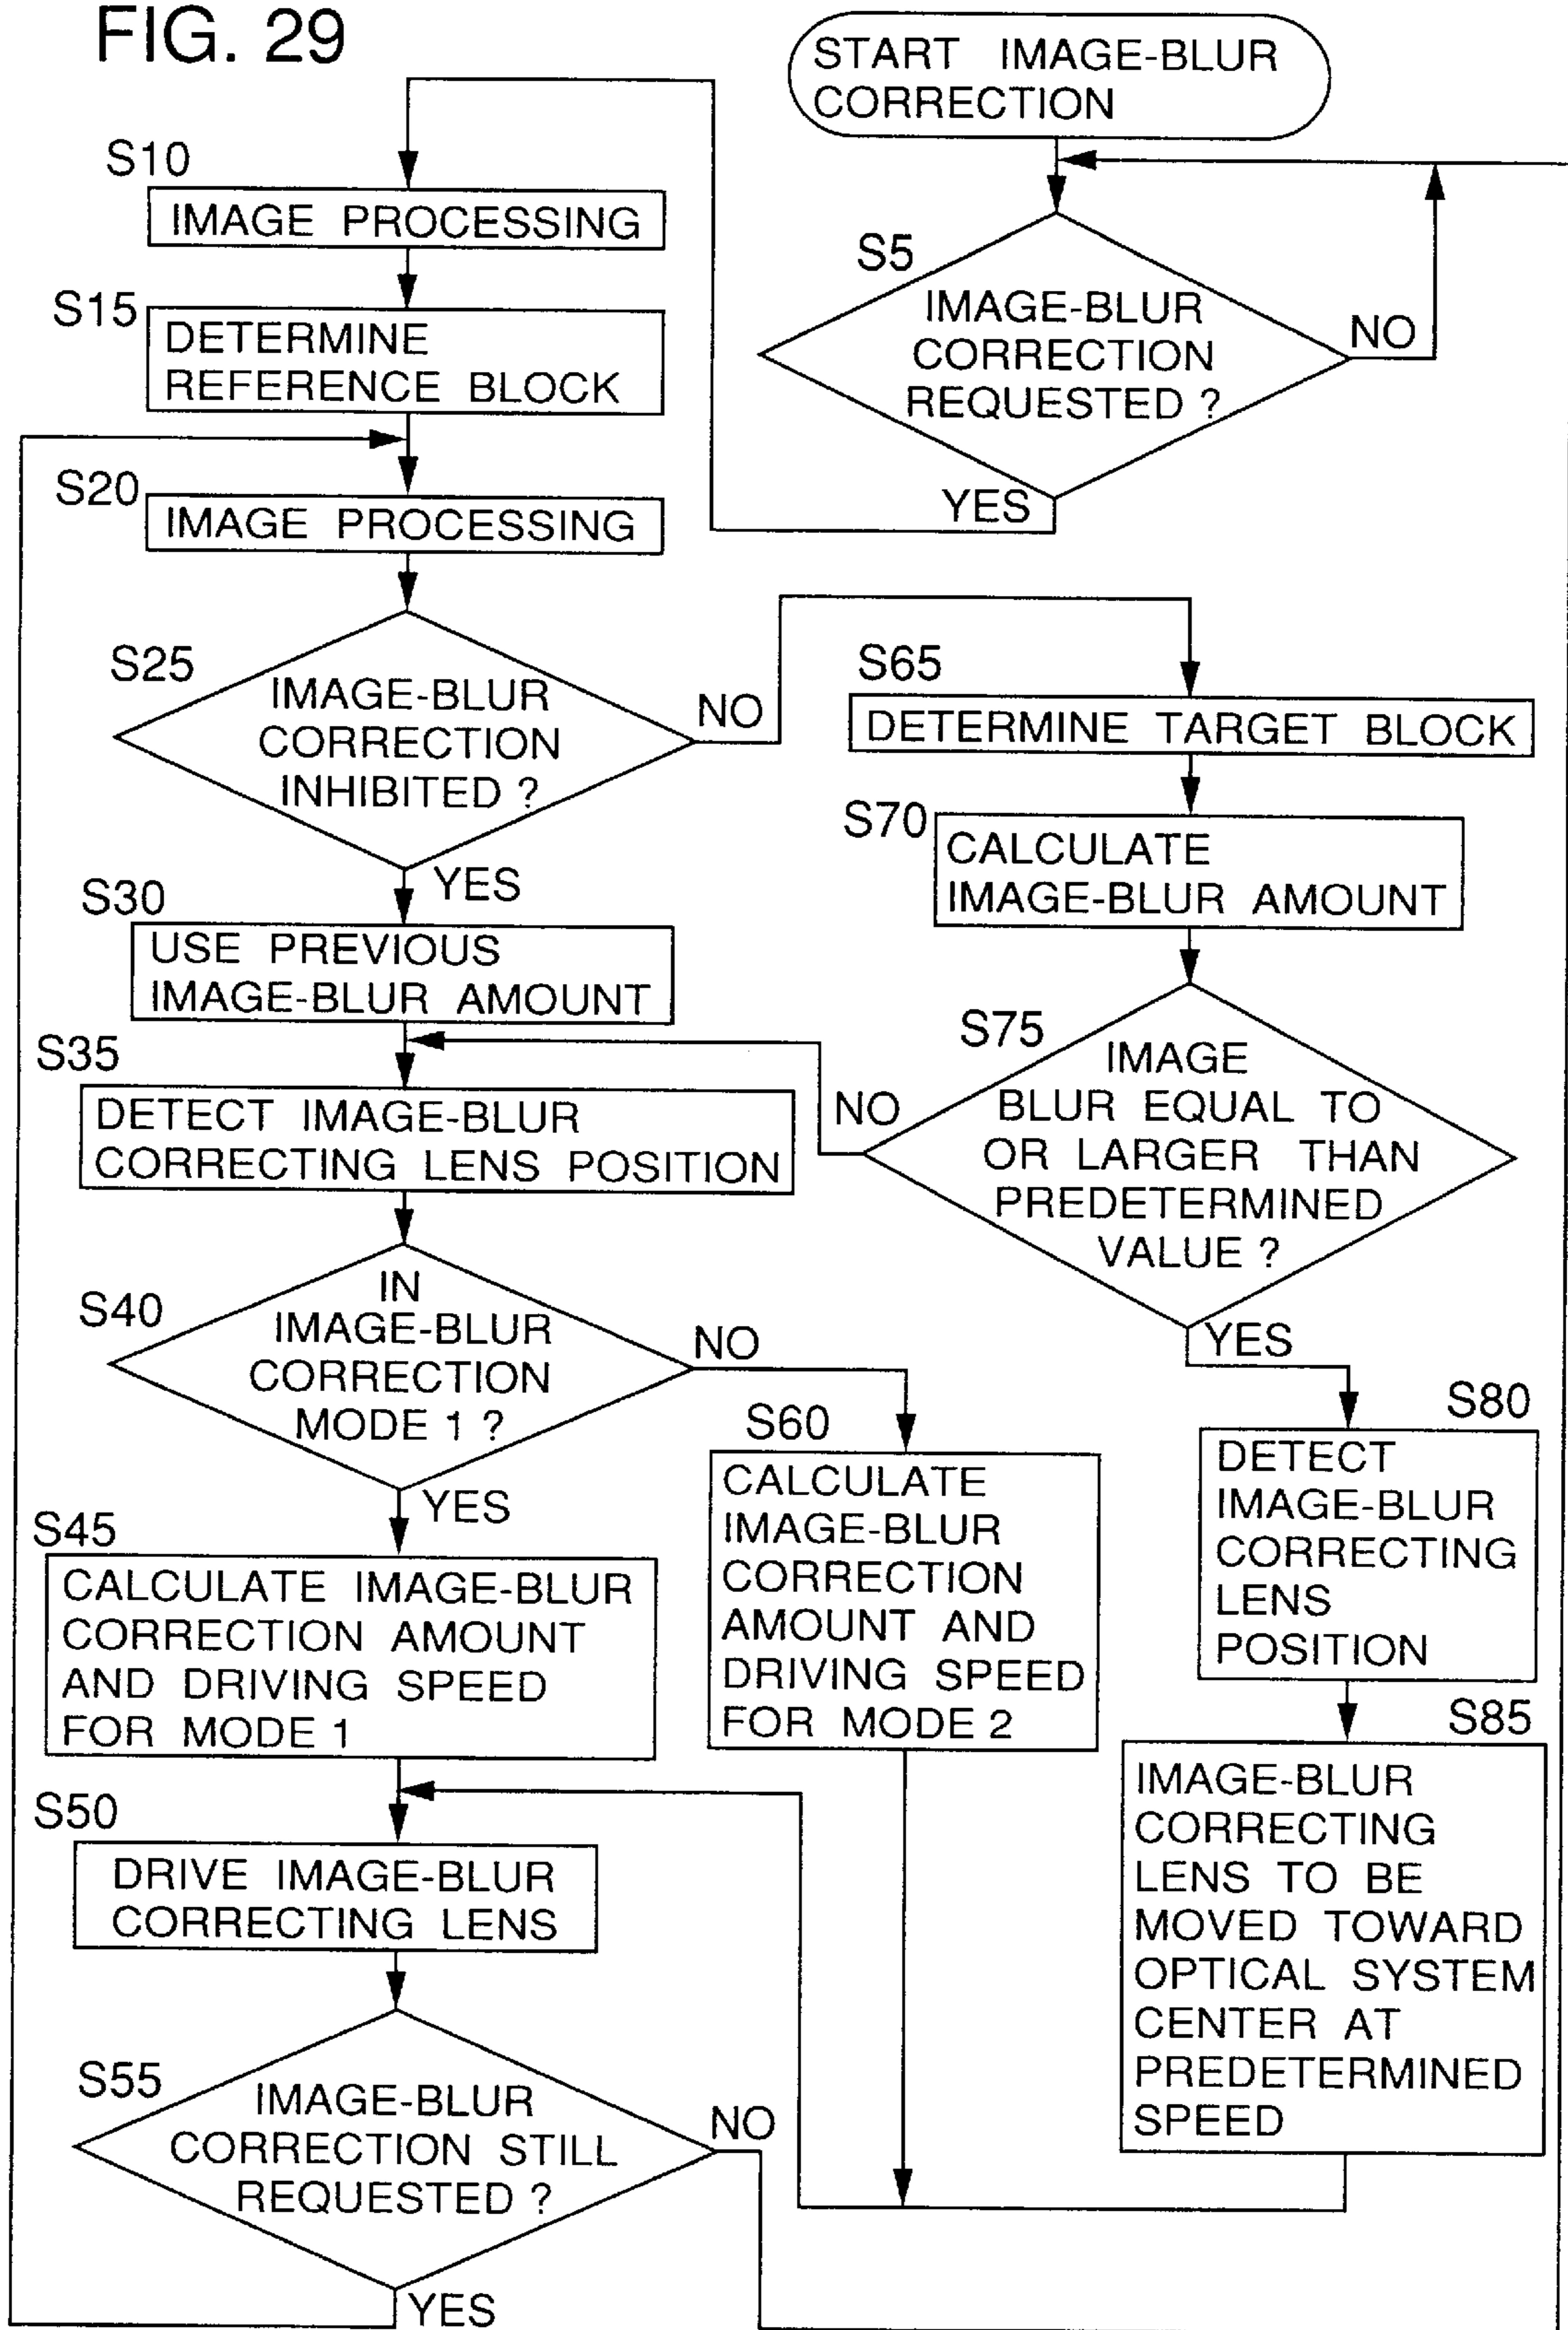 FIG. 29
START IMAGE-BLUR
CORRECTION
S5
IMAGE-BLUR
CORRECTION
REQUESTED ?
NO
YES
S10
IMAGE PROCESSING
S15
DETERMINE
REFERENCE BLOCK
S20
IMAGE PROCESSING
S25
IMAGE-BLUR
CORRECTION
INHIBITED ?
NO
YES
S30
USE PREVIOUS
IMAGE-BLUR AMOUNT
S35
DETECT IMAGE-BLUR
CORRECTING LENS POSITION
S40
IN
IMAGE-BLUR
CORRECTION
MODE 1 ?
NO
YES
S45
CALCULATE IMAGE-BLUR
CORRECTION AMOUNT
AND DRIVING SPEED
FOR MODE 1
S50
DRIVE IMAGE-BLUR
CORRECTING LENS
S55
IMAGE-BLUR
CORRECTION STILL
REQUESTED ?
NO
YES
S60
CALCULATE
IMAGE-BLUR
CORRECTION
AMOUNT AND
DRIVING SPEED
FOR MODE 2
S65
DETERMINE TARGET BLOCK
S70
CALCULATE
IMAGE-BLUR AMOUNT
S75
IMAGE
BLUR EQUAL TO
OR LARGER THAN
PREDETERMINED
VALUE ?
NO
YES
S80
DETECT
IMAGE-BLUR
CORRECTING
LENS
POSITION
S85
IMAGE-BLUR
CORRECTING
LENS TO BE
MOVED TOWARD
OPTICAL SYSTEM
CENTER AT
PREDETERMINED
SPEED